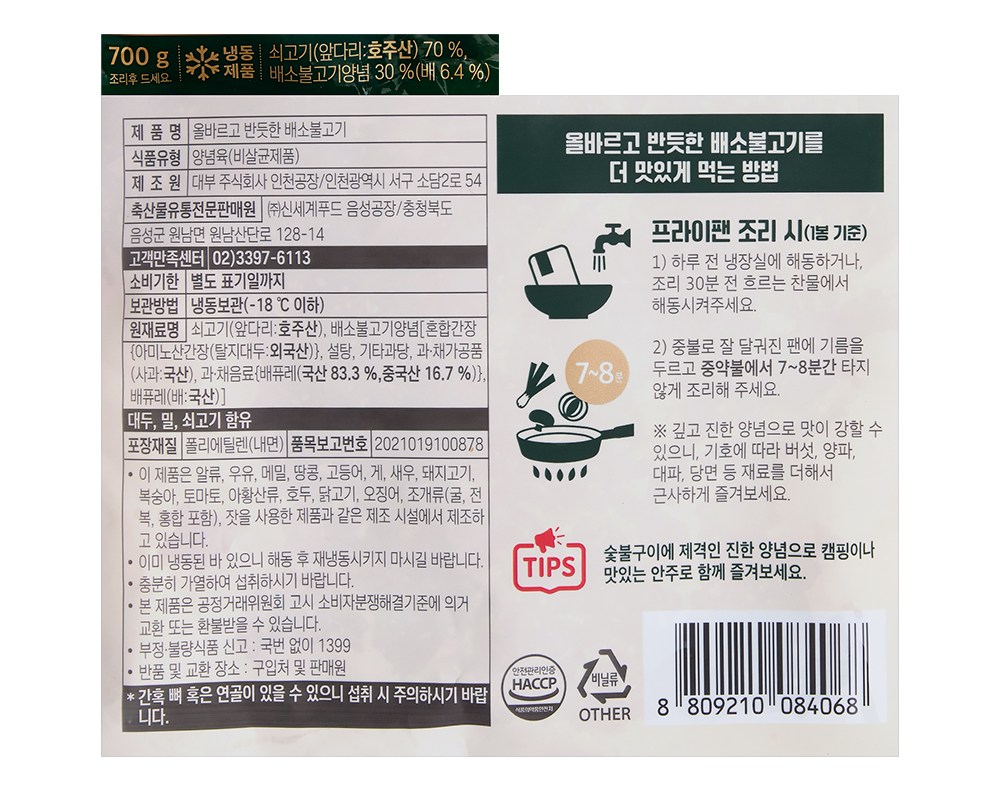 700 g
조리후 드세요.
냉동
제품
쇠고기(앞다리:호주산) 70 %,
배소불고기양념 30 %(배 6.4 %)
제 품 명 올바르고 반듯한 배소불고기
식품유형 양념육(비살균제품)
제 조 원 대부 주식회사 인천공장/인천광역시 서구 소담2로 54
축산물유통전문판매원 ㈜신세계푸드 음성공장/충청북도
음성군 원남면 원남산단로 128-14
고객만족센터 02)3397-6113
소비기한 별도 표기일까지
보관방법 냉동보관(-18 ℃ 이하)
원재료명 쇠고기(앞다리:호주산), 배소불고기양념[혼합간장
{아미노산간장(탈지대두:외국산)}, 설탕, 기타과당, 과·채가공품
(사과:국산), 과·채음료{배퓨레(국산 83.3 %,중국산 16.7 %)},
배퓨레(배:국산)]
대두, 밀, 쇠고기 함유
포장재질 폴리에틸렌(내면) 품목보고번호 2021019100878
• 이 제품은 알류, 우유, 메밀, 땅콩, 고등어, 게, 새우, 돼지고기,
복숭아, 토마토, 아황산류, 호두, 닭고기, 오징어, 조개류(굴, 전
복, 홍합 포함), 잣을 사용한 제품과 같은 제조 시설에서 제조하
고 있습니다.
• 이미 냉동된 바 있으니 해동 후 재냉동시키지 마시길 바랍니다.
• 충분히 가열하여 섭취하시기 바랍니다.
• 본 제품은 공정거래위원회 고시 소비자분쟁해결기준에 의거
교환 또는 환불받을 수 있습니다.
• 부정·불량식품 신고 : 국번 없이 1399
• 반품 및 교환 장소 : 구입처 및 판매원
* 간혹 뼈 혹은 연골이 있을 수 있으니 섭취 시 주의하시기 바랍
니다.
올바르고 반듯한 배소불고기를
더 맛있게 먹는 방법
프라이팬 조리 시(1봉 기준)
1) 하루 전 냉장실에 해동하거나,
조리 30분 전 흐르는 찬물에서
해동시켜주세요.
7~8분
2) 중불로 잘 달궈진 팬에 기름을
두르고 중약불에서 7~8분간 타지
않게 조리해 주세요.
※ 깊고 진한 양념으로 맛이 강할 수
있으니, 기호에 따라 버섯, 양파,
대파, 당면 등 재료를 더해서
근사하게 즐겨보세요.
TIPS
숯불구이에 제격인 진한 양념으로 캠핑이나
맛있는 안주로 함께 즐겨보세요.
안전관리인증
HACCP
식품의약품안전처
비닐류
OTHER
8 809210 084068